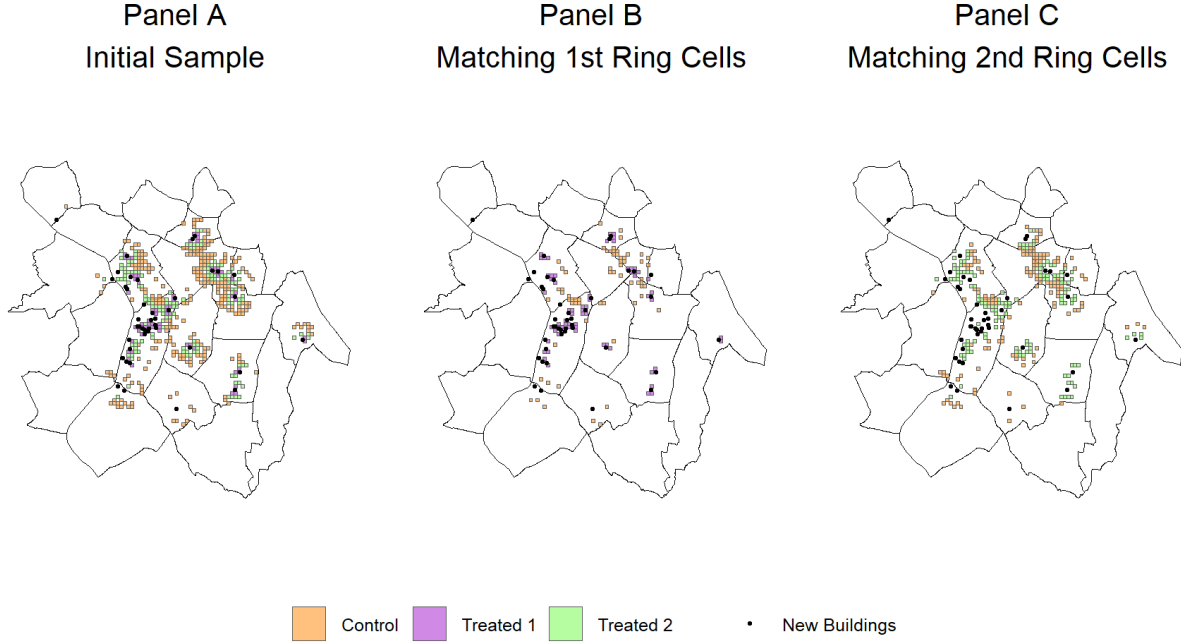 Panel A
Initial Sample
Panel B
Matching 1st Ring Cells
Panel C
Matching 2nd Ring Cells
Control
Treated 1
Treated 2
New Buildings